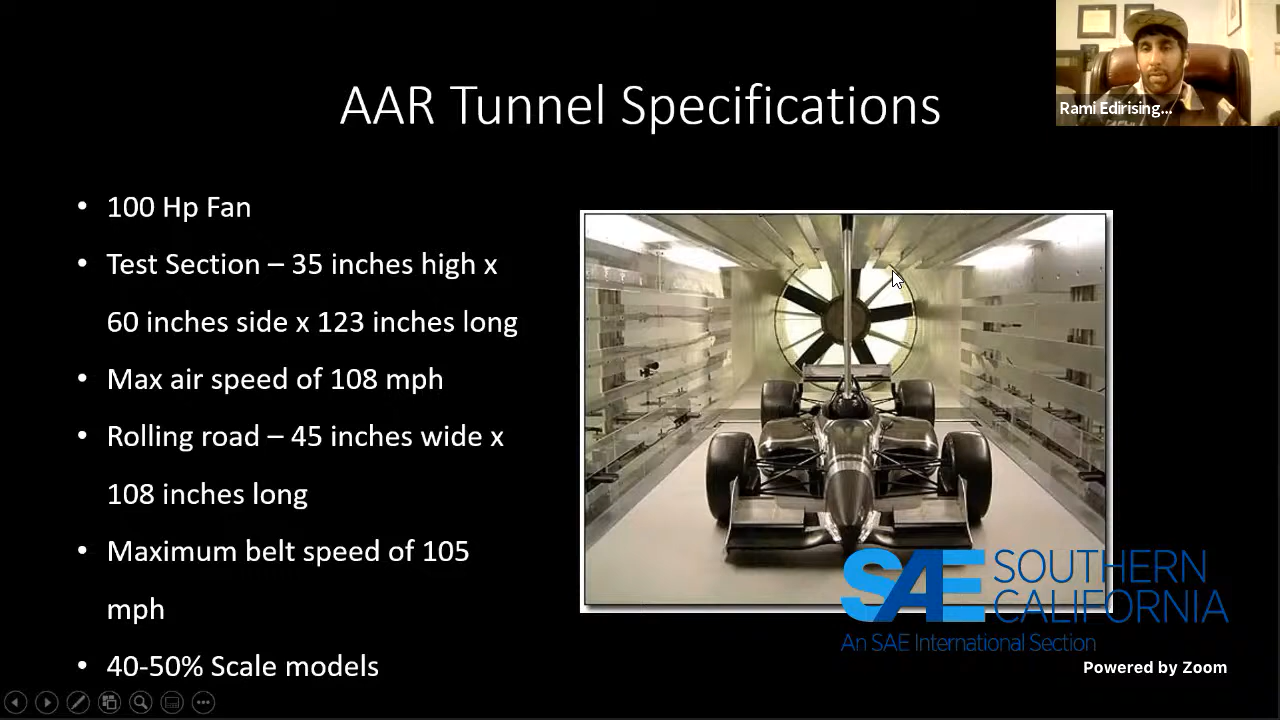 AAR Tunnel Specifications
Rami Edirising...
• 100 Hp Fan
• Test Section – 35 inches high x
60 inches side x 123 inches long
• Max air speed of 108 mph
• Rolling road – 45 inches wide x
108 inches long
• Maximum belt speed of 105
mph
• 40-50% Scale models
SAE SOUTHERN
CALIFORNIA
An SAE International Section
Powered by Zoom